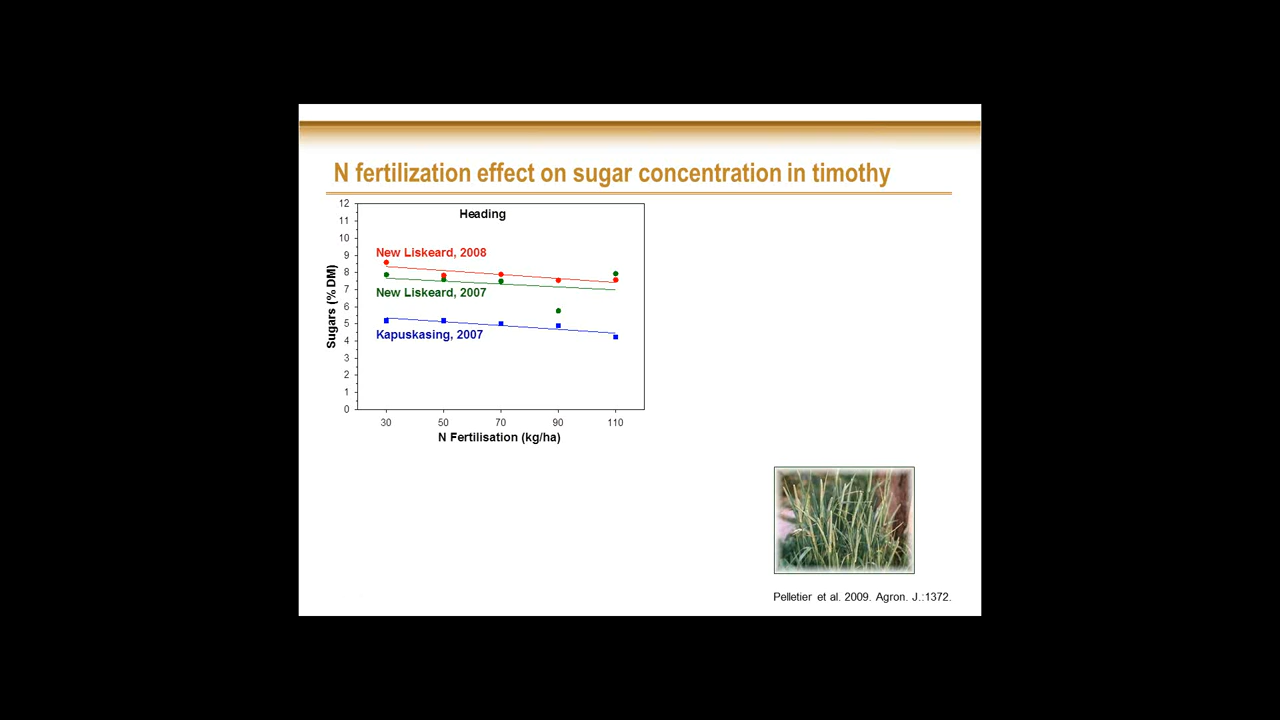 N fertilization effect on sugar concentration in timothy
Heading
12
11
10
9
8
7
6
5
4
3
2
1
0
Sugars (% DM)
New Liskeard, 2008
New Liskeard, 2007
Kapuskasing, 2007
30 50 70 90 110
N Fertilisation (kg/ha)
Pelletier et al. 2009. Agron. J.:1372.